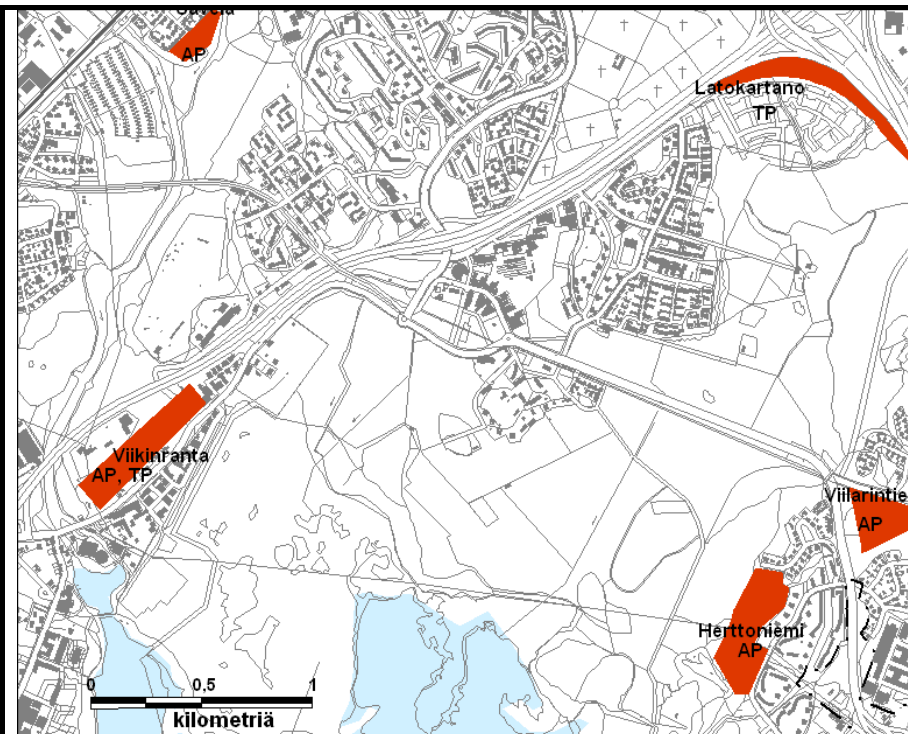 AP
Latokartano
TP
Viikinranta
AP, TP
Viilarintie
AP
Herttoniemi
AP
0 0,5 1
kilometriä